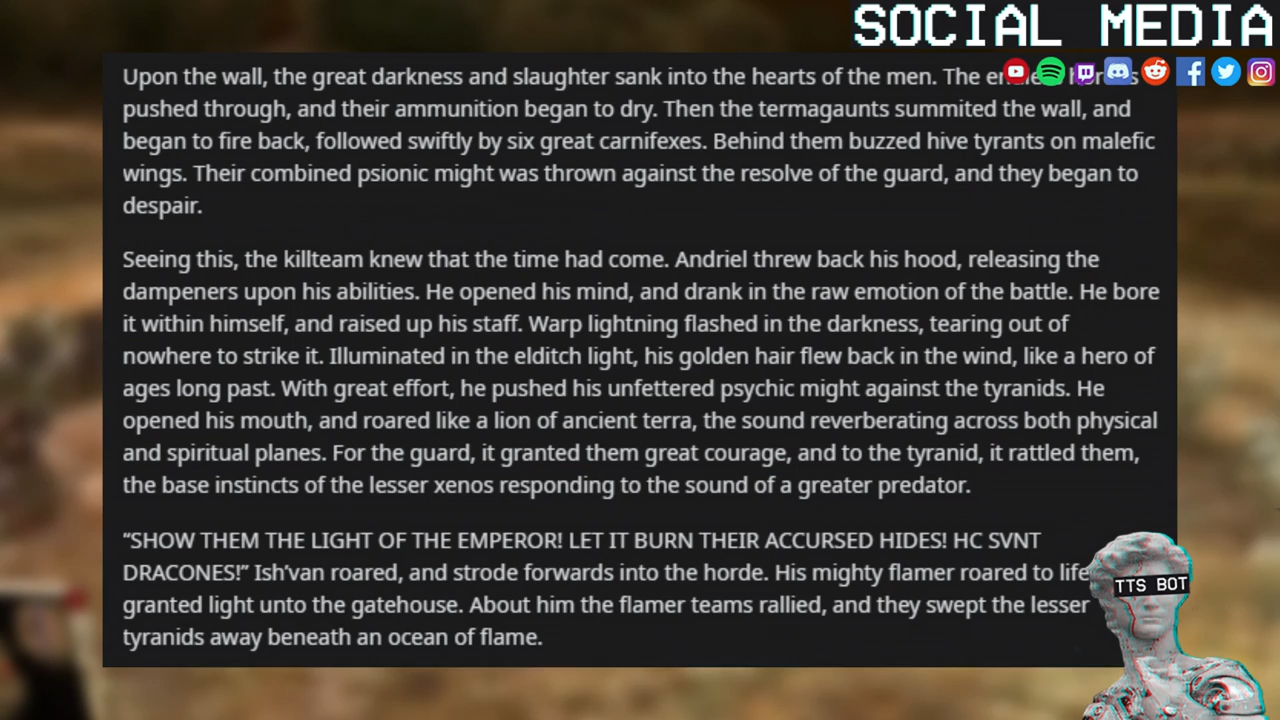 SOCIAL MEDIA
Upon the wall, the great darkness and slaughter sank into the hearts of the men. The
pushed through, and their ammunition began to dry. Then the termagaunts summited the wall, and
began to fire back, followed swiftly by six great carnifexes. Behind them buzzed hive tyrants on malefic
wings. Their combined psionic might was thrown against the resolve of the guard, and they began to
despair.
Seeing this, the killteam knew that the time had come. Andriel threw back his hood, releasing the
dampeners upon his abilities. He opened his mind, and drank in the raw emotion of the battle. He bore
it within himself, and raised up his staff. Warp lightning flashed in the darkness, tearing out of
nowhere to strike it. Illuminated in the elditch light, his golden hair flew back in the wind, like a hero of
ages long past. With great effort, he pushed his unfettered psychic might against the tyranids. He
opened his mouth, and roared like a lion of ancient terra, the sound reverberating across both physical
and spiritual planes. For the guard, it granted them great courage, and to the tyranid, it rattled them,
the base instincts of the lesser xenos responding to the sound of a greater predator.
“SHOW THEM THE LIGHT OF THE EMPEROR! LET IT BURN THEIR ACCURSED HIDES! HC SVNT
DRACONES!” Ish’van roared, and strode forwards into the horde. His mighty flamer roared to life
granted light unto the gatehouse. About him the flamer teams rallied, and they swept the lesser
tyranids away beneath an ocean of flame.
TTS BOT